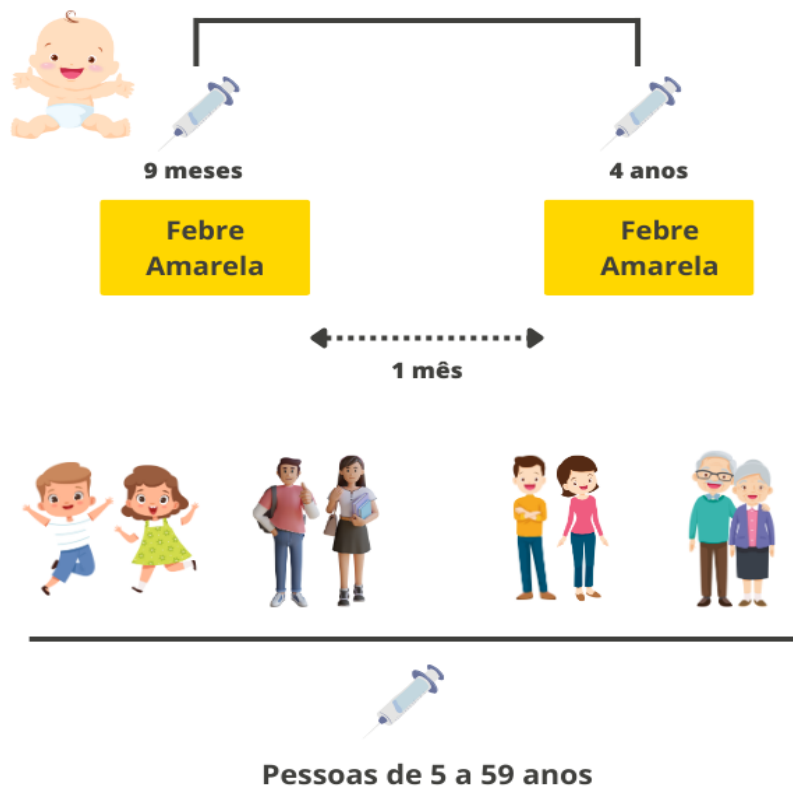 9 meses
4 anos
Febre
Amarela
Febre
Amarela
1 mês
Pessoas de 5 a 59 anos